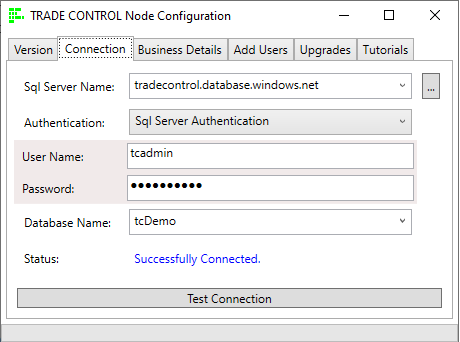 TRADE CONTROL Node Configuration
Version Connection Business Details Add Users Upgrades Tutorials
Sql Server Name: tradecontrol.database.windows.net ...
Authentication: Sql Server Authentication
User Name: tcadmin
Password: ●●●●●●●●●●
Database Name: tcDemo
Status: Successfully Connected.
Test Connection